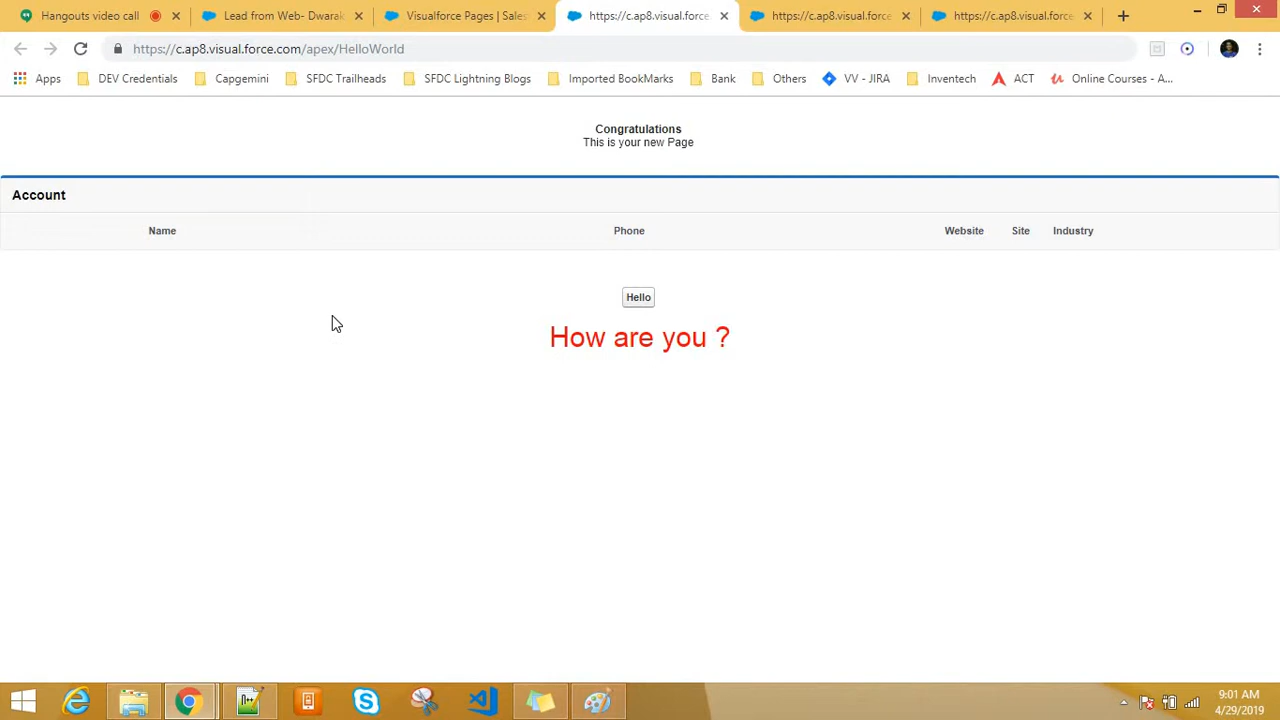 Hangouts video call
Lead from Web- Dwarak
Visualforce Pages | Sales
https://c.ap8.visual.force
https://c.ap8.visual.force.
https://c.ap8.visual.force.
https://c.ap8.visual.force.com/apex/HelloWorld
Apps
DEV Credentials
Capgemini
SFDC Trailheads
SFDC Lightning Blogs
Imported BookMarks
Bank
Others
VV - JIRA
Inventech
ACT
Online Courses - A...
Congratulations
This is your new Page
Account
Name Phone Website Site Industry
Hello
How are you ?
9:01 AM
4/29/2019